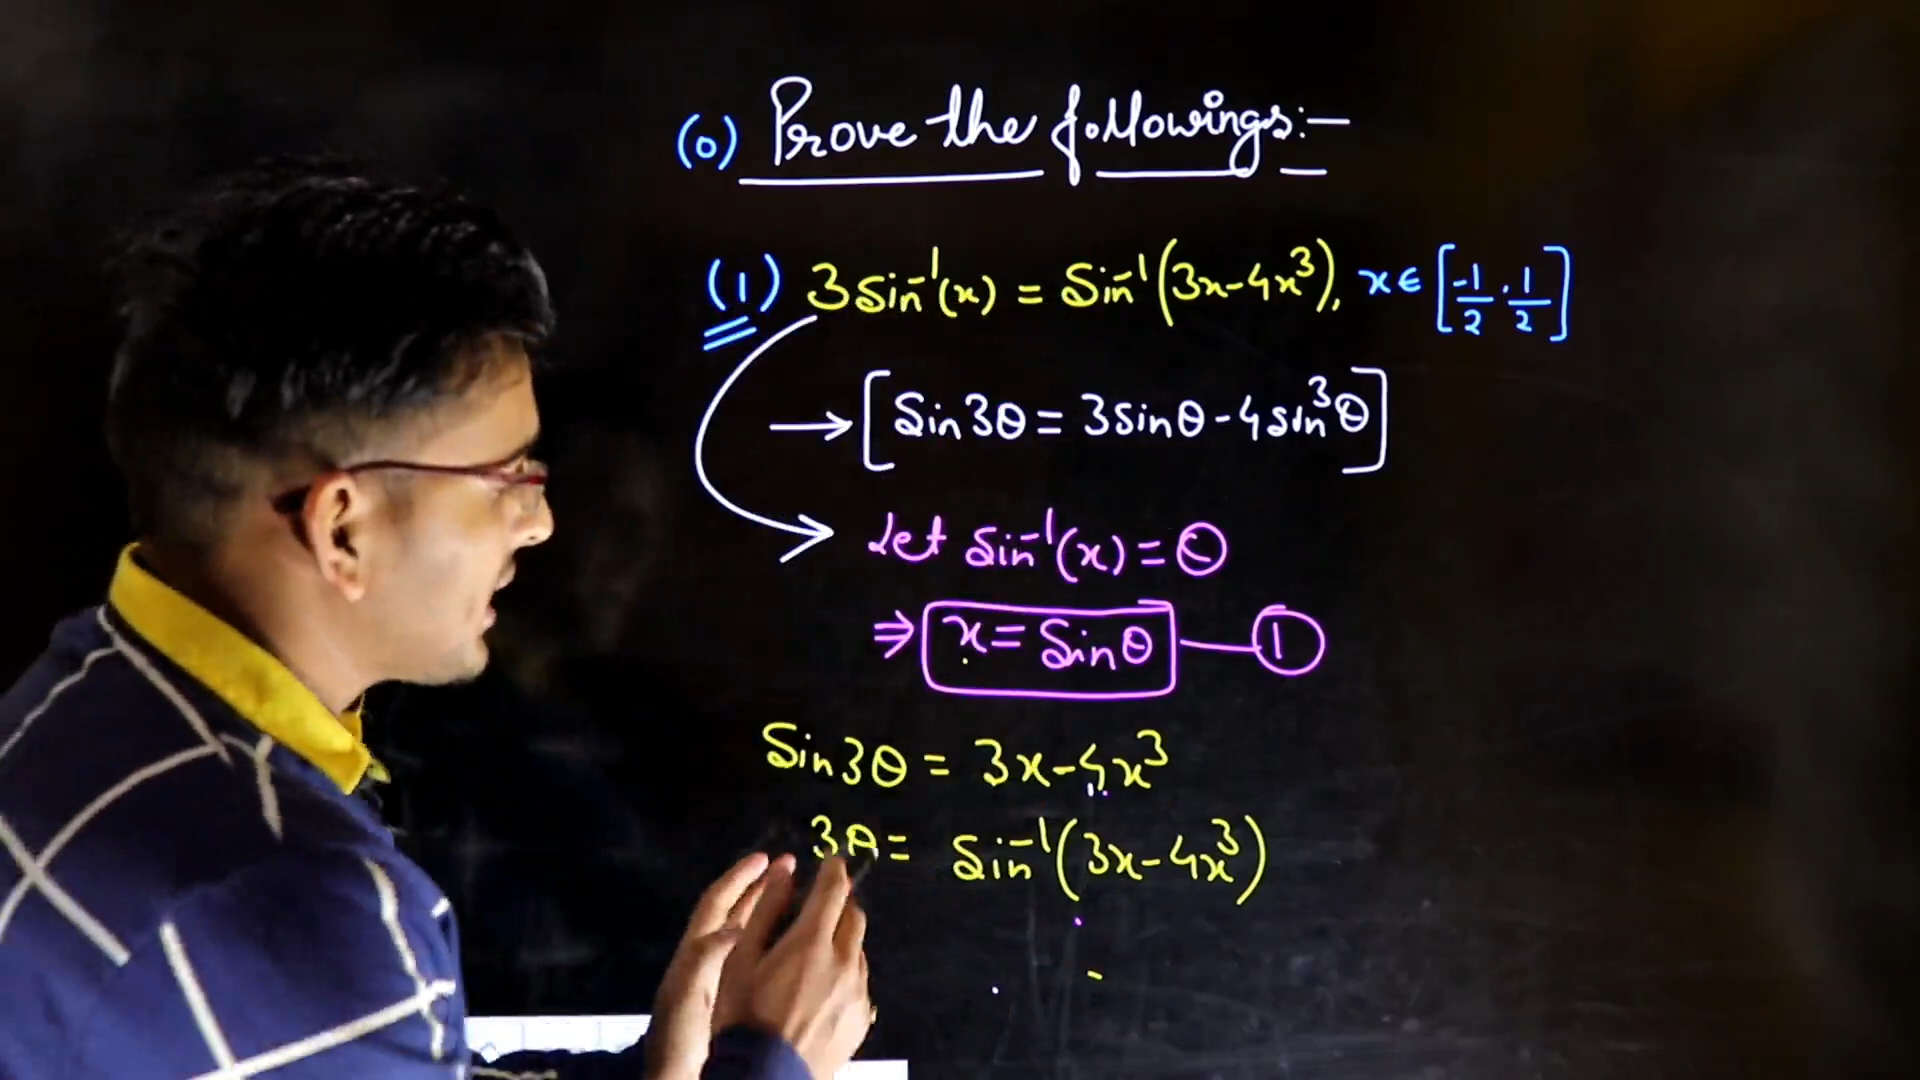 (0) Prove the followings:-
(1) 3sin⁻¹(x) = sin⁻¹(3x-4x³), x ∈ [-1/2, 1/2]
→ [sin3θ = 3sinθ-4sin³θ]
Let sin⁻¹(x) = θ
⇒ x = sinθ — 1
Sin3θ = 3x-4x³
3θ = sin⁻¹(3x-4x³)